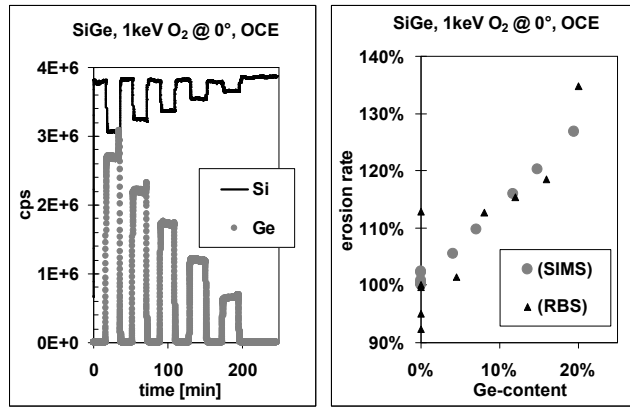 SiGe, 1keV O₂ @ 0°, OCE
4E+6
3E+6
2E+6
1E+6
0E+0
cps
Si
Ge
0
100
200
time [min]
SiGe, 1keV O₂ @ 0°, OCE
140%
130%
120%
110%
100%
90%
erosion rate
(SIMS)
(RBS)
0%
10%
20%
Ge-content